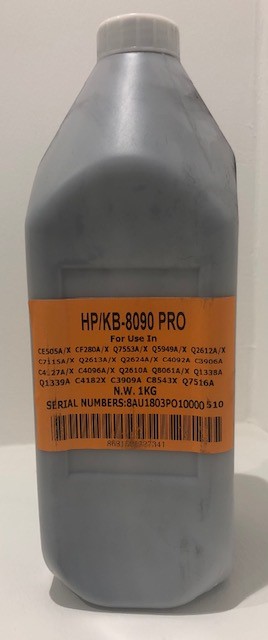 HP/KB-8090 PRO
For Use In
CE505A/X CF280A/X Q7553A/X Q5949A/X Q2612A/X
C7115A/X Q2613A/X Q2624A/X C4092A C3906A
C4127A/X C4096A/X Q2610A Q8061A/X Q1338A
Q1339A C4182X C3909A C8543X Q7516A
N.W. 1KG
SERIAL NUMBERS:8AU1803PO10000 510